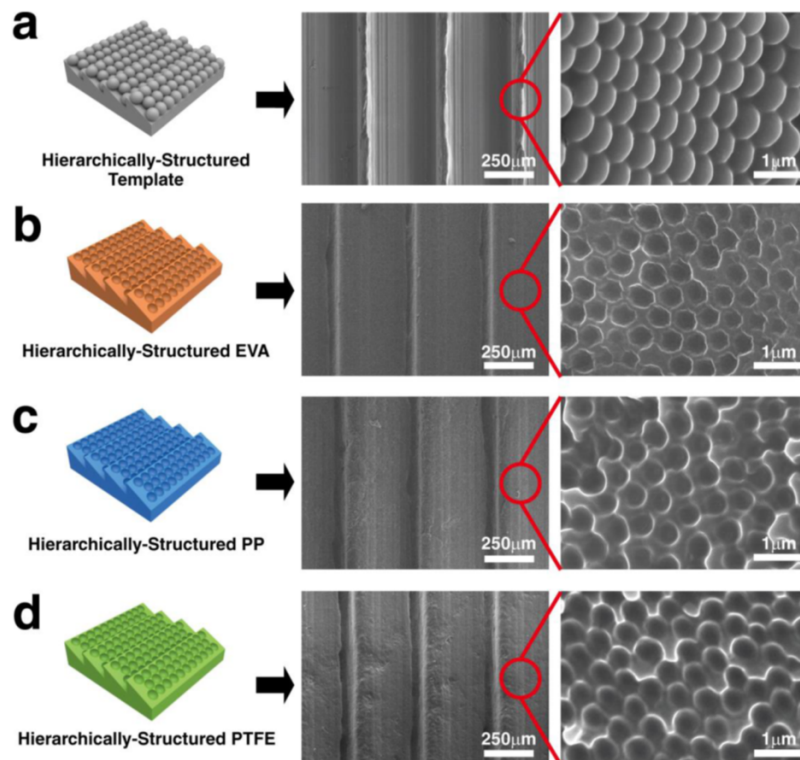 a
250μm
1μm
Hierarchically-Structured
Template
b
250μm
1μm
Hierarchically-Structured EVA
c
250μm
1μm
Hierarchically-Structured PP
d
250μm
1μm
Hierarchically-Structured PTFE